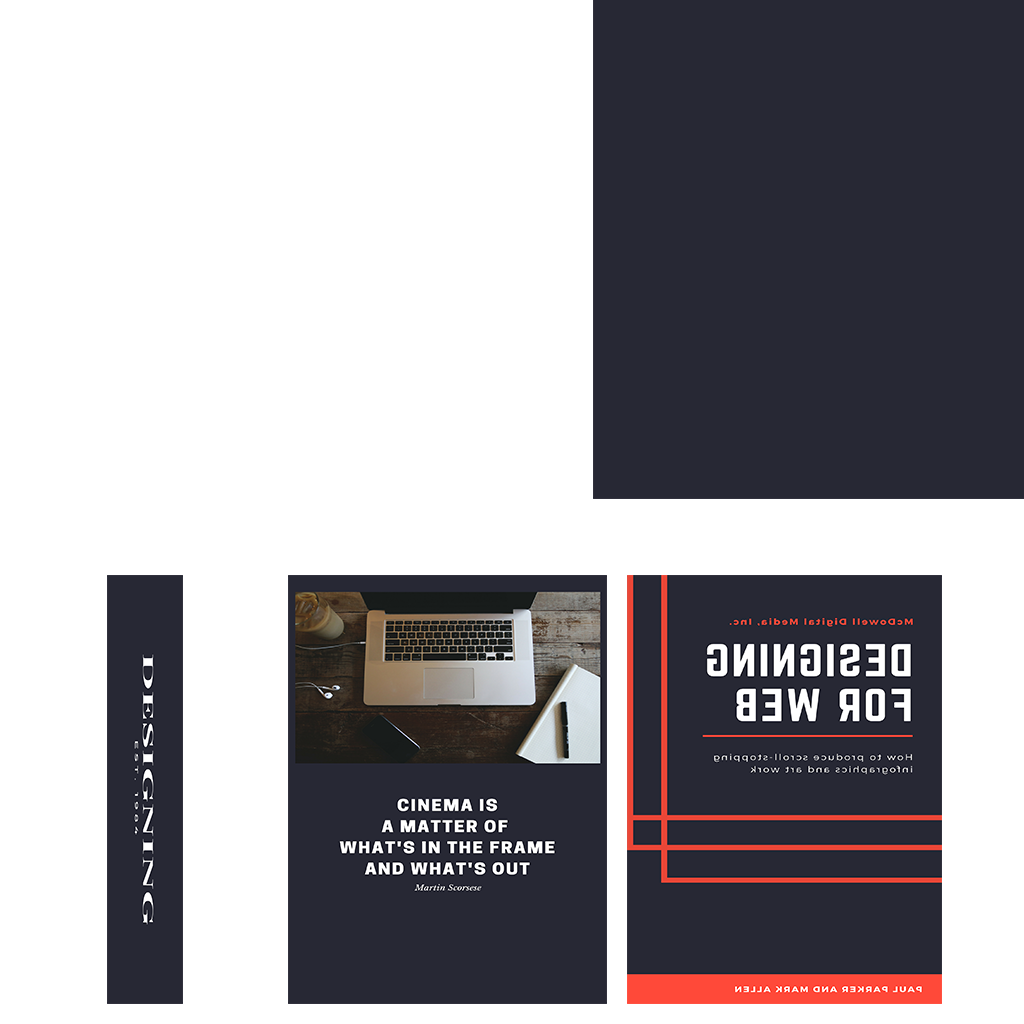 DESIGNING
EST. 1984
CINEMA IS
A MATTER OF
WHAT'S IN THE FRAME
AND WHAT'S OUT
Martin Scorsese
McDowell Digital Media, Inc.
DESIGNING
FOR WEB
How to produce scroll-stopping
infographics and art work
PAUL PARKER AND MARK ALLEN